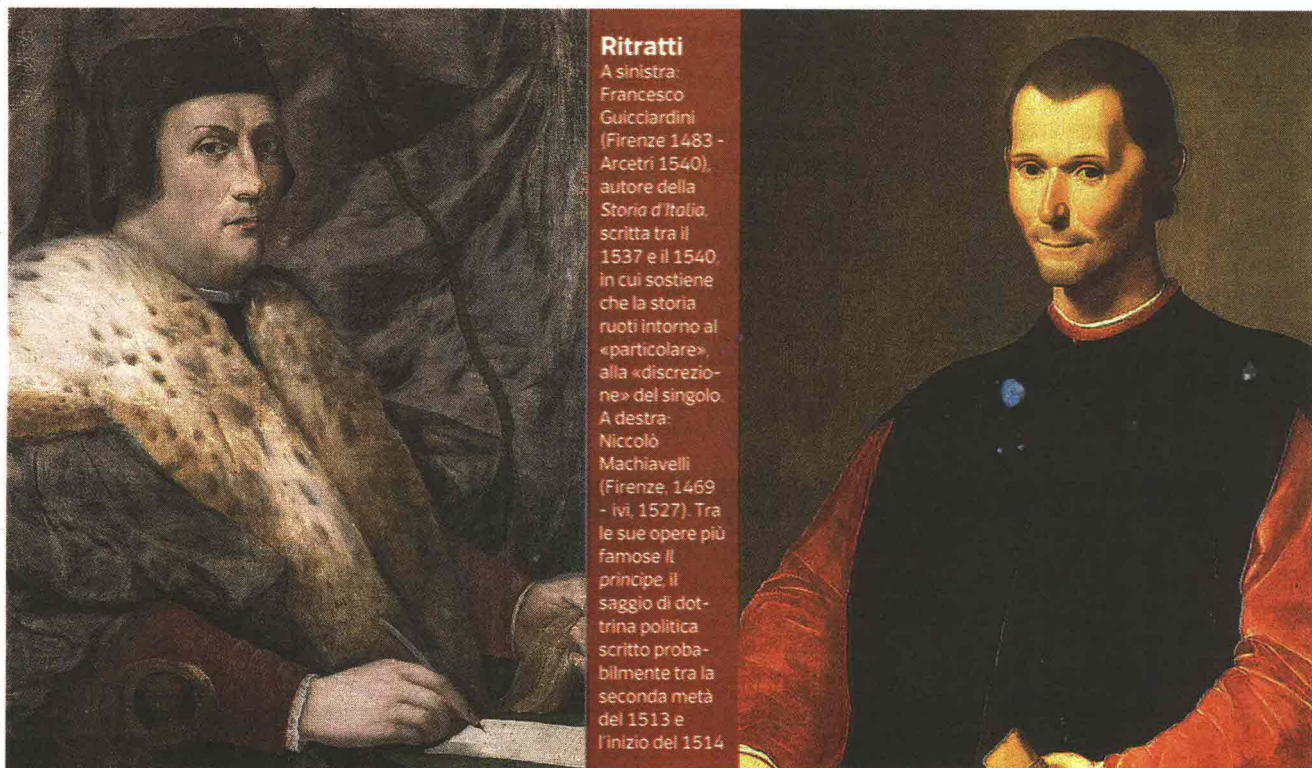 Ritratti
A sinistra:
Francesco
Guicciardini
(Firenze 1483 -
Arcetri 1540),
autore della
Storia d'Italia,
scritta tra il
1537 e il 1540,
in cui sostiene
che la storia
ruoti intorno al
«particolare»,
alla «discrezio-
ne» del singolo.
A destra:
Niccolò
Machiavelli
(Firenze, 1469
- ivi, 1527). Tra
le sue opere più
famose Il
principe, il
saggio di dot-
trina politica
scritto proba-
bilmente tra la
seconda metà
del 1513 e
l'inizio del 1514